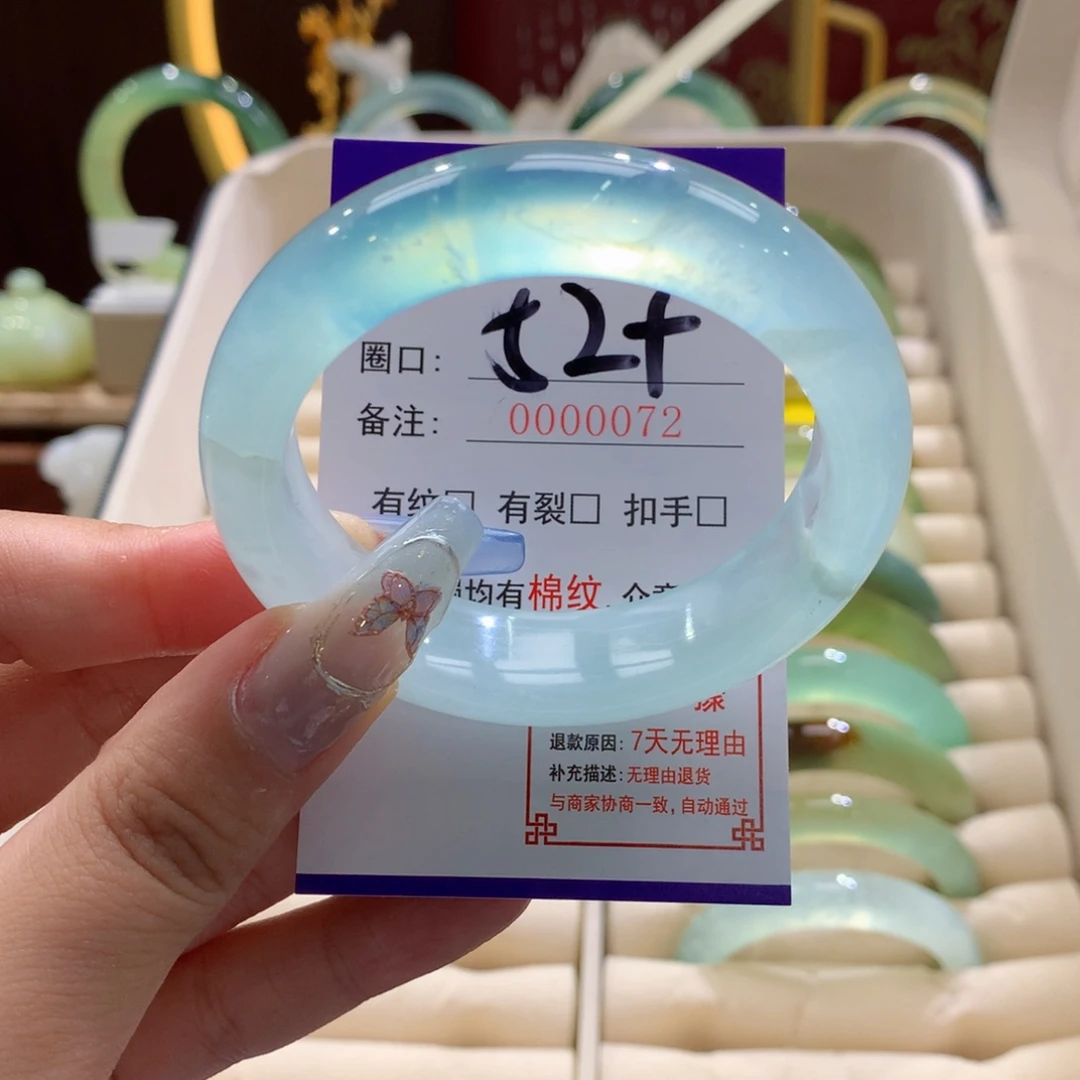 圈口: 52+
备注: 0000072
有纹□ 有裂□ 扣手□
均有棉纹,
退款原因: 7天无理由
补充描述: 无理由退货
与商家协商一致, 自动通过